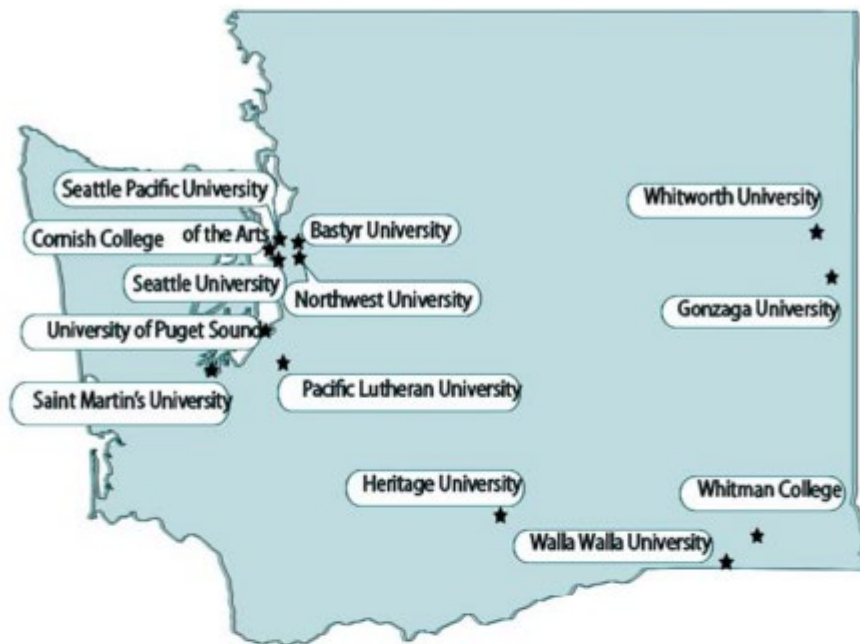 Seattle Pacific University
Whitworth University
Cornish College of the Arts
Bastyr University
Seattle University
Northwest University
Gonzaga University
University of Puget Sound
Pacific Lutheran University
Saint Martin's University
Heritage University
Whitman College
Walla Walla University